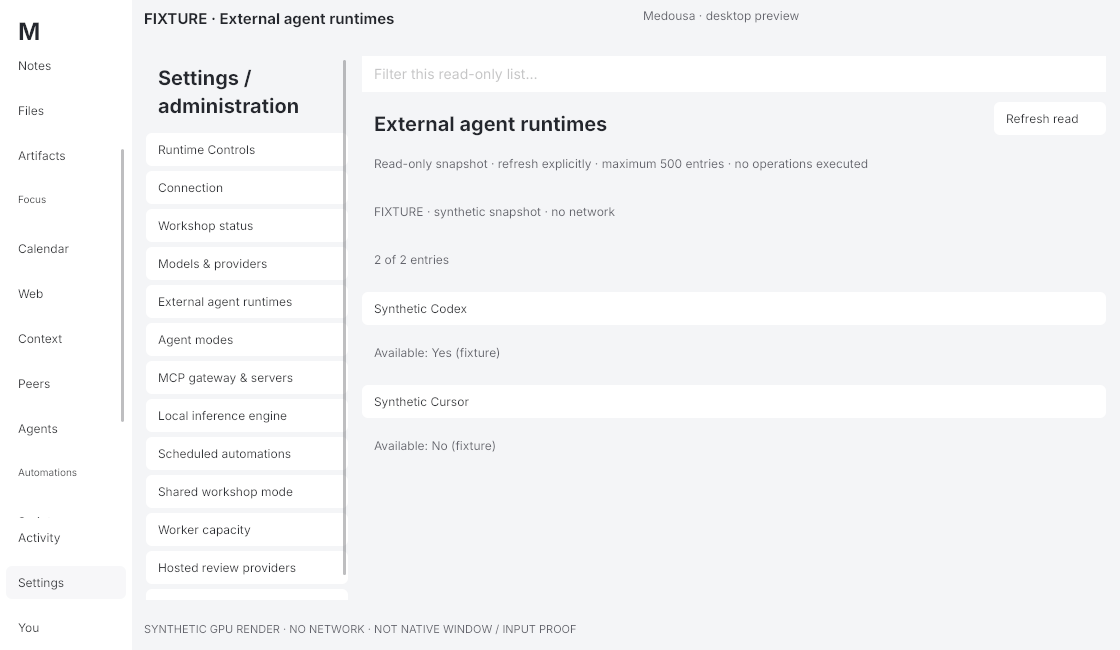 M
Notes
Files
Artifacts
Focus
Calendar
Web
Context
Peers
Agents
Automations
Activity
Settings
You
FIXTURE · External agent runtimes
Medousa · desktop preview
Settings /
administration
Runtime Controls
Connection
Workshop status
Models & providers
External agent runtimes
Agent modes
MCP gateway & servers
Local inference engine
Scheduled automations
Shared workshop mode
Worker capacity
Hosted review providers
Filter this read-only list...
External agent runtimes
Refresh read
Read-only snapshot · refresh explicitly · maximum 500 entries · no operations executed
FIXTURE · synthetic snapshot · no network
2 of 2 entries
Synthetic Codex
Available: Yes (fixture)
Synthetic Cursor
Available: No (fixture)
SYNTHETIC GPU RENDER · NO NETWORK · NOT NATIVE WINDOW / INPUT PROOF